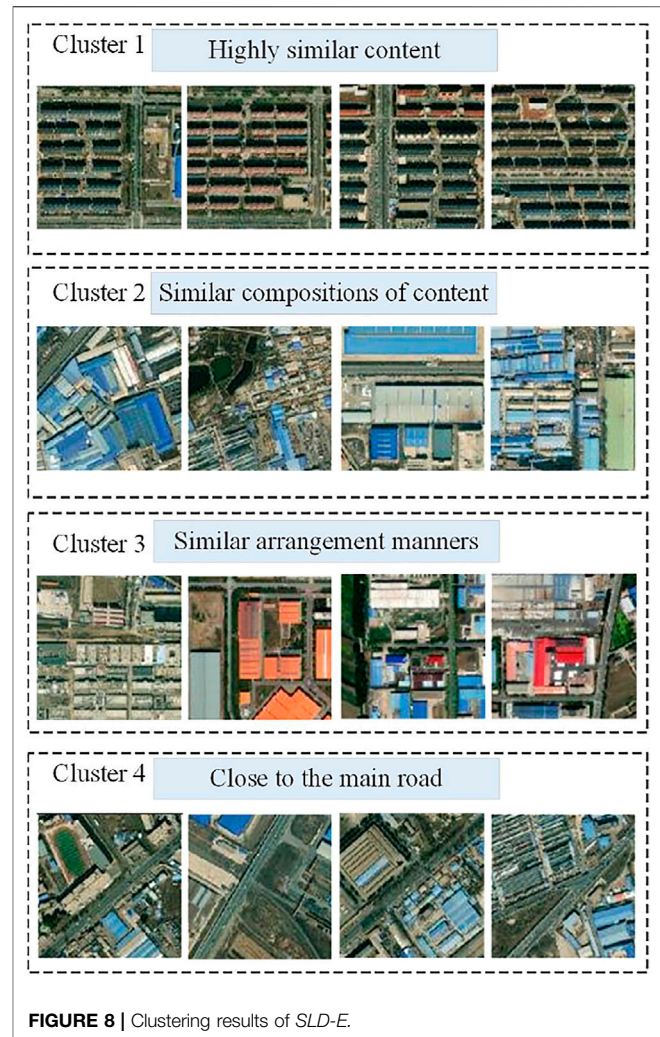 Cluster 1
Highly similar content
Cluster 2
Similar compositions of content
Cluster 3
Similar arrangement manners
Cluster 4
Close to the main road
FIGURE 8 | Clustering results of SLD-E.